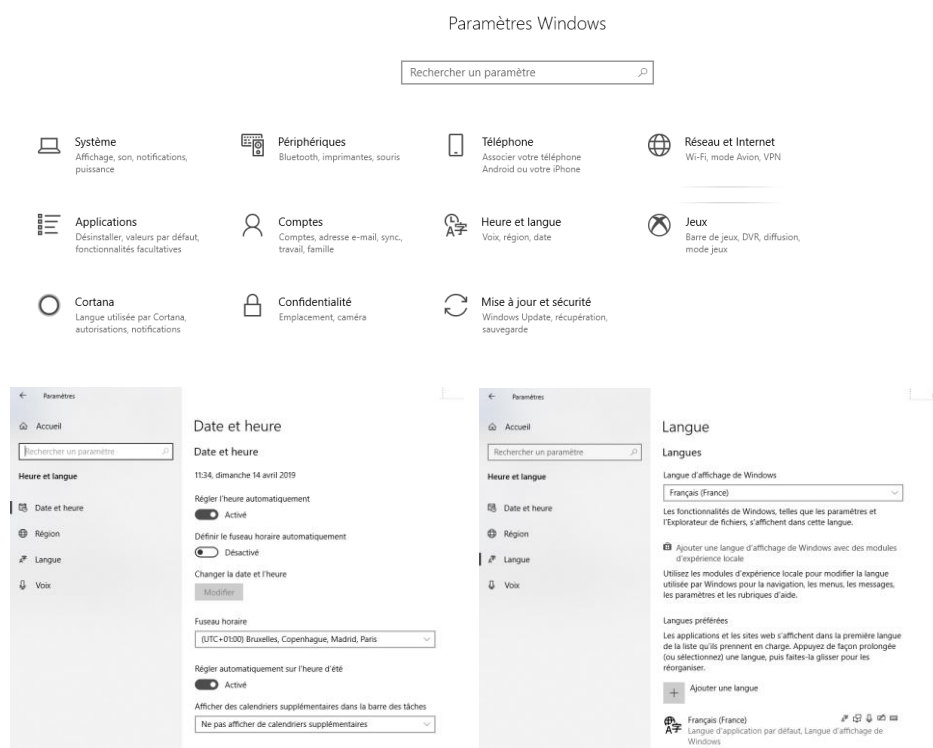 Paramètres Windows
Rechercher un paramètre
Système
Affichage, son, notifications,
puissance
Périphériques
Bluetooth, imprimantes, souris
Téléphone
Associer votre téléphone
Android ou votre iPhone
Réseau et Internet
Wi-Fi, mode Avion, VPN
Applications
Désinstaller, valeurs par défaut,
fonctionnalités facultatives
Comptes
Comptes, adresse e-mail, sync.,
travail, famille
Heure et langue
Voix, région, date
Jeux
Barre de jeux, DVR, diffusion,
mode jeux
Cortana
Langue utilisée par Cortana,
autorisations, notifications
Confidentialité
Emplacement, caméra
Mise à jour et sécurité
Windows Update, récupération,
sauvegarde
Paramètres
Accueil
Rechercher un paramètre
Heure et langue
Date et heure
Région
Langue
Voix
Date et heure
Date et heure
11:34, dimanche 14 avril 2019
Régler l'heure automatiquement
Activé
Définir le fuseau horaire automatiquement
Désactivé
Changer la date et l'heure
Modifier
Fuseau horaire
(UTC+01:00) Bruxelles, Copenhague, Madrid, Paris
Régler automatiquement sur l'heure d'été
Activé
Afficher des calendriers supplémentaires dans la barre des tâches
Ne pas afficher de calendriers supplémentaires
Paramètres
Accueil
Rechercher un paramètre
Heure et langue
Date et heure
Région
Langue
Voix
Langue
Langues
Langue d'affichage de Windows
Français (France)
Les fonctionnalités de Windows, telles que les paramètres et
l'Explorateur de fichiers, s'affichent dans cette langue.
Ajouter une langue d'affichage de Windows avec des modules
d'expérience locale
Utilisez les modules d'expérience locale pour modifier la langue
utilisée par Windows pour la navigation, les menus, les messages,
les paramètres et les rubriques d'aide.
Langues préférées
Les applications et les sites web s'affichent dans la première langue
de la liste qu'ils prennent en charge. Appuyez de façon prolongée
(ou sélectionnez) une langue, puis faites-la glisser pour les
réorganiser.
Ajouter une langue
Français (France)
Langue d'application par défaut, Langue d'affichage de
Windows